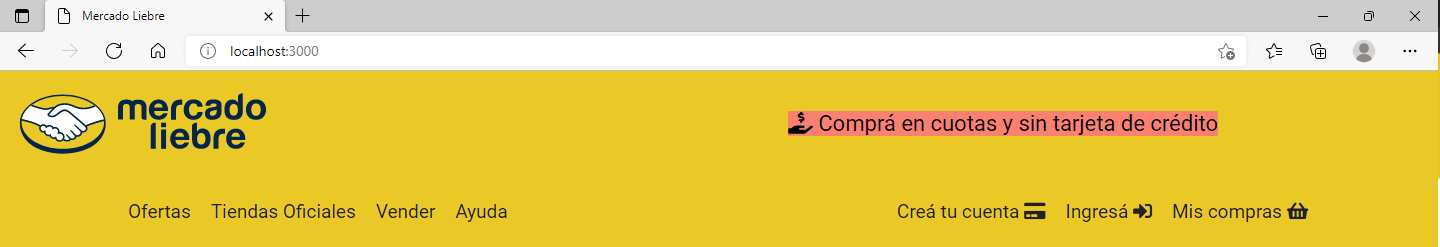 Mercado Liebre
localhost:3000
mercado
liebre
Comprá en cuotas y sin tarjeta de crédito
Ofertas Tiendas Oficiales Vender Ayuda Creá tu cuenta Ingresá Mis compras